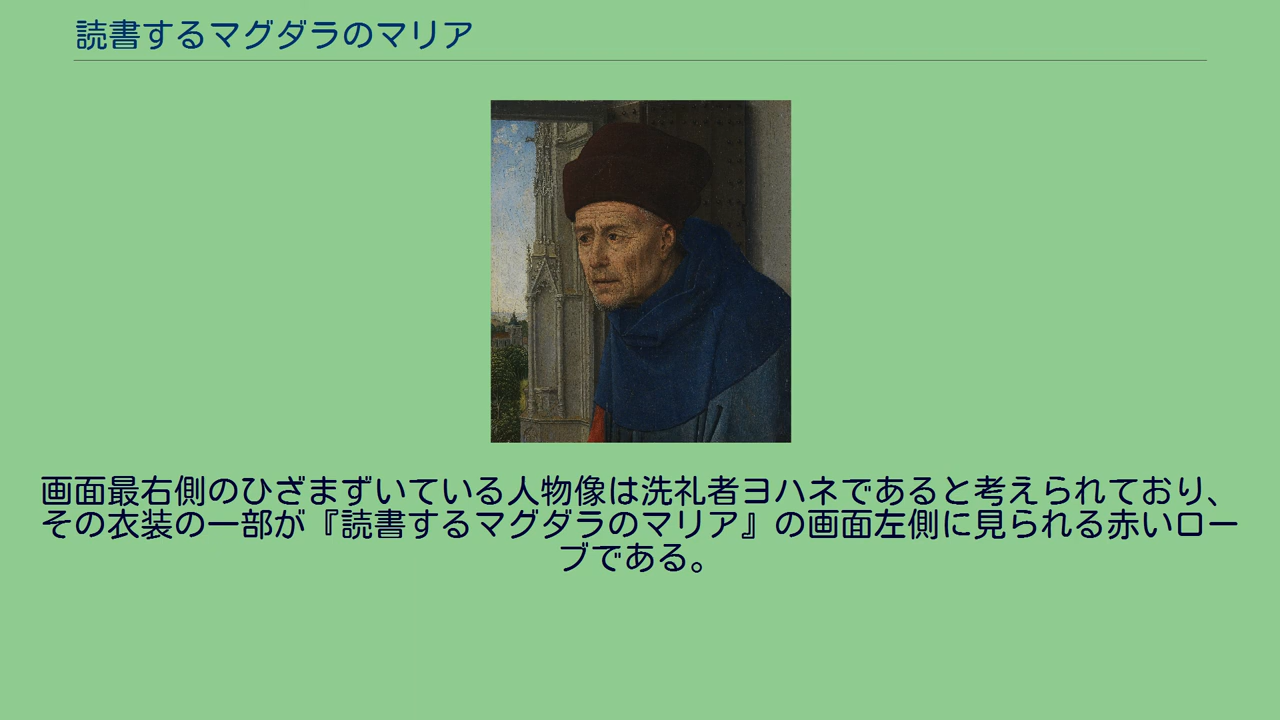 読書するマグダラのマリア
画面最右側のひざまずいている人物像は洗礼者ヨハネであると考えられており、
その衣装の一部が『読書するマグダラのマリア』の画面左側に見られる赤いロー
ブである。